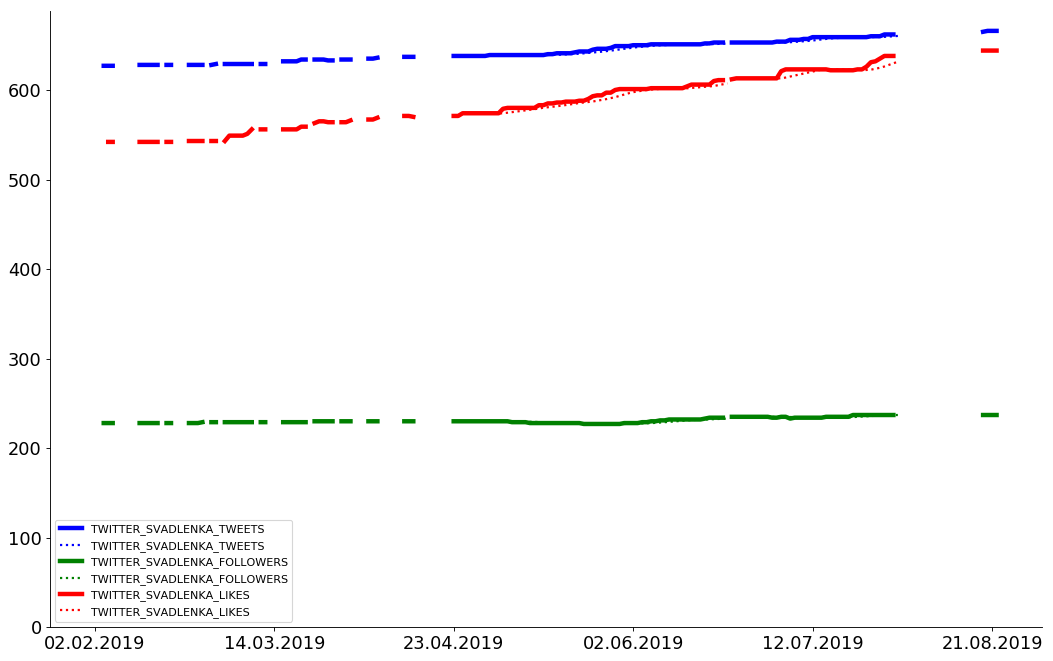 600
500
400
300
200
100
0
TWITTER_SVADLENKA_TWEETS
TWITTER_SVADLENKA_TWEETS
TWITTER_SVADLENKA_FOLLOWERS
TWITTER_SVADLENKA_FOLLOWERS
TWITTER_SVADLENKA_LIKES
TWITTER_SVADLENKA_LIKES
02.02.2019 14.03.2019 23.04.2019 02.06.2019 12.07.2019 21.08.2019